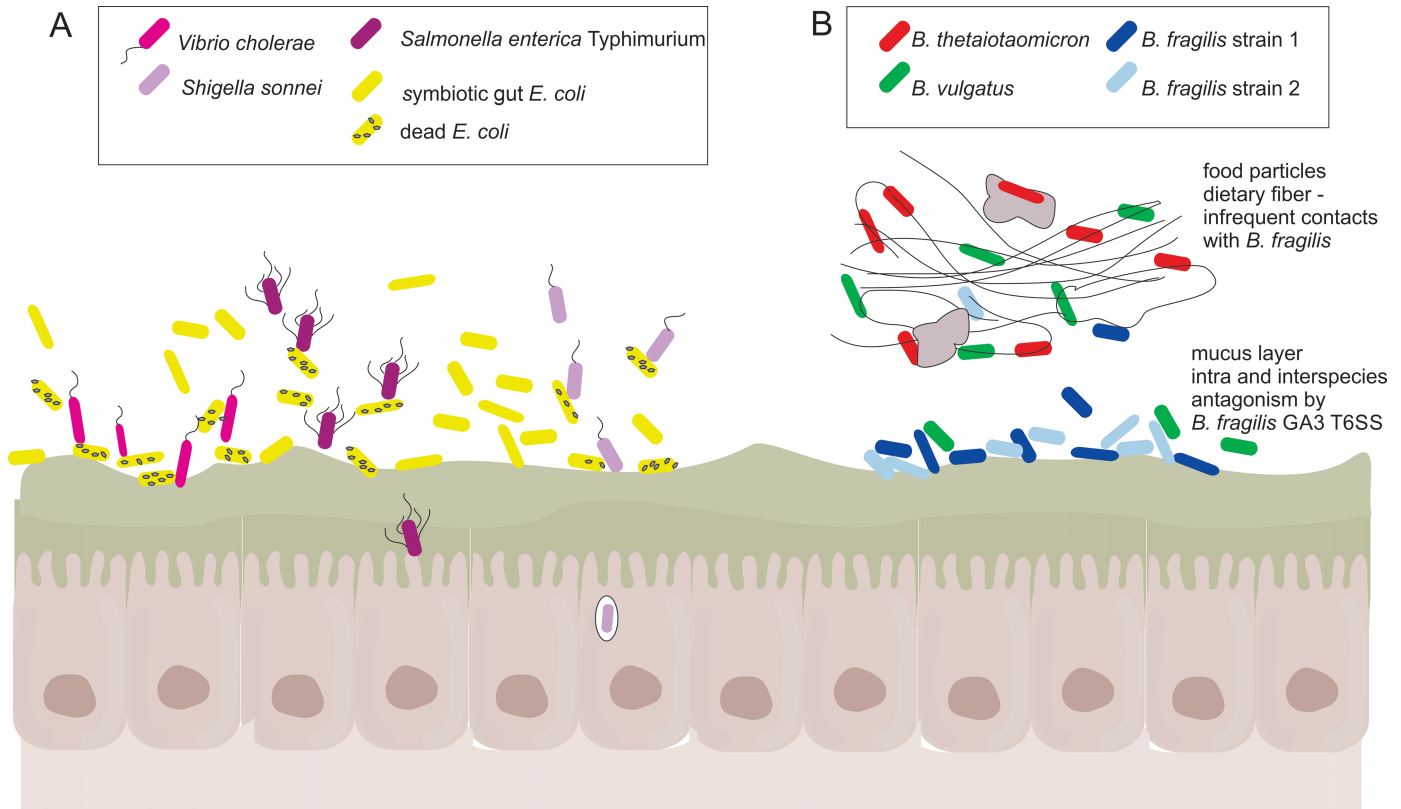 A
Vibrio cholerae
Salmonella enterica Typhimurium
Shigella sonnei
symbiotic gut E. coli
dead E. coli
B
B. thetaiotaomicron
B. fragilis strain 1
B. vulgatus
B. fragilis strain 2
food particles
dietary fiber -
infrequent contacts
with B. fragilis
mucus layer
intra and interspecies
antagonism by
B. fragilis GA3 T6SS